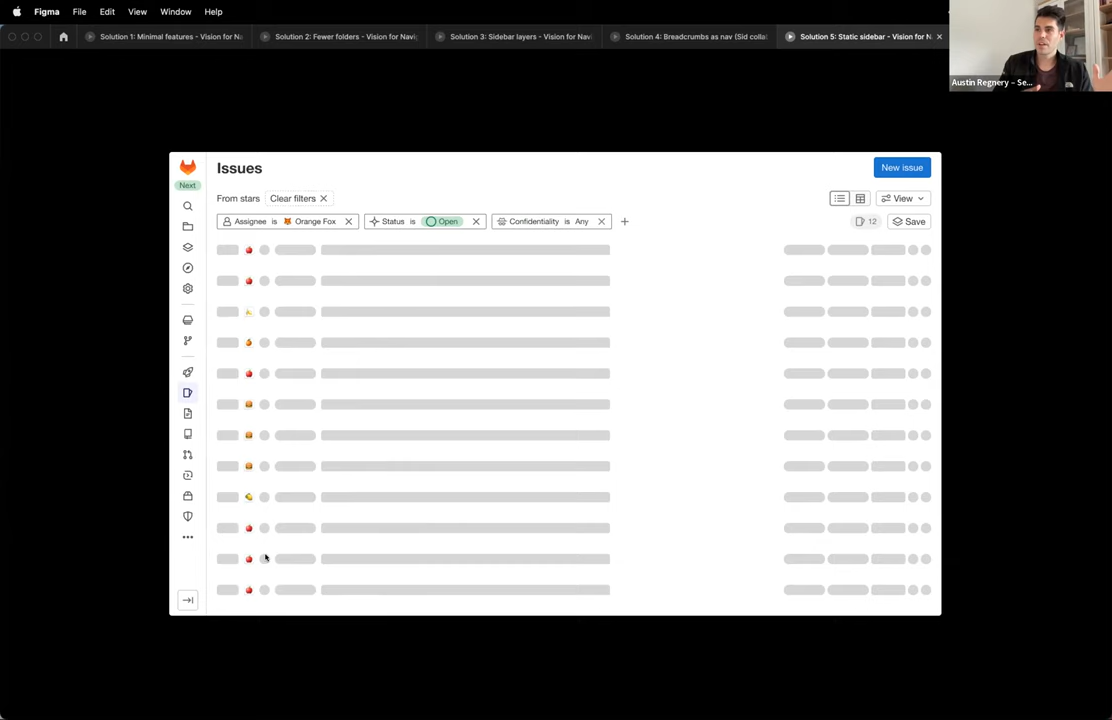 Figma File Edit View Window Help
Solution 1: Minimal features - Vision for Na
Solution 2: Fewer folders - Vision for Navig
Solution 3: Sidebar layers - Vision for Navi
Solution 4: Breadcrumbs as nav (Sid collab
Solution 5: Static sidebar - Vision for N
Austin Regnery – Se...
Issues
New issue
Next
From stars Clear filters
View
Assignee is Orange Fox
Status is Open
Confidentiality is Any
12
Save